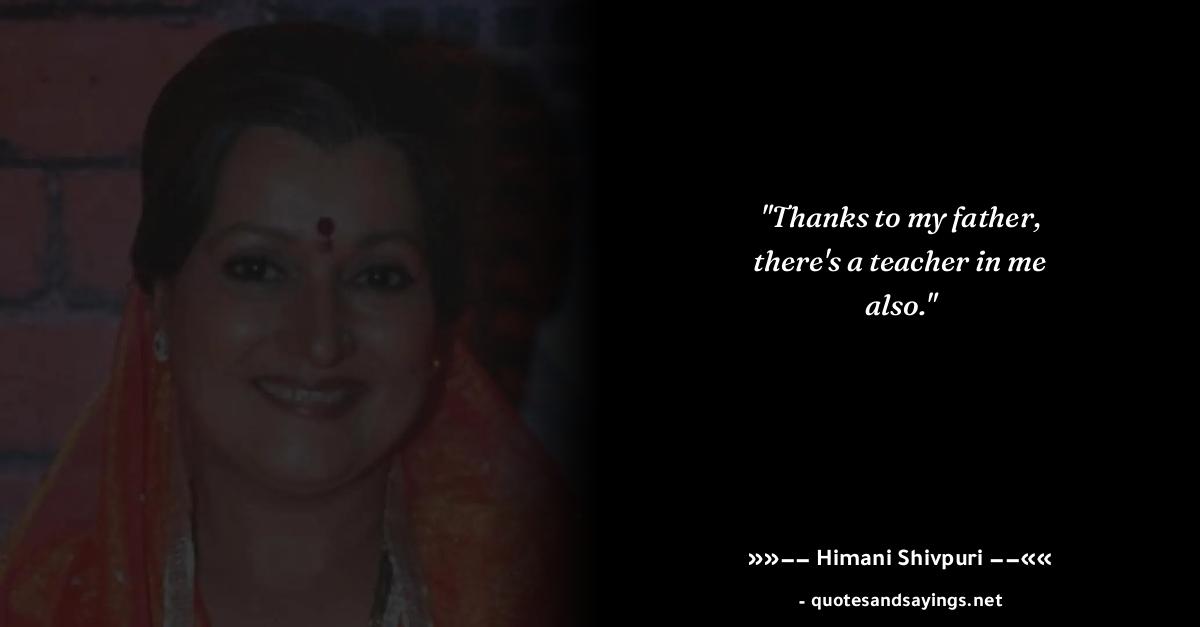 "Thanks to my father,
there's a teacher in me
also."
»»–– Himani Shivpuri ––««
- quotesandsayings.net